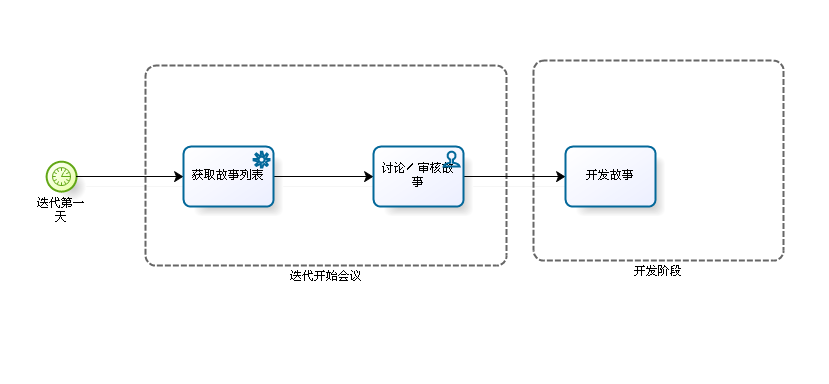 迭代第一
天
获取故事列表
讨论／审核故
事
开发故事
迭代开始会议
开发阶段